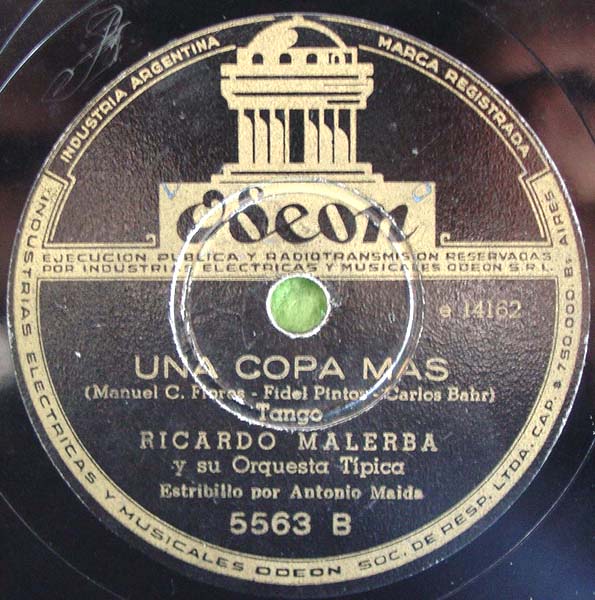 INDUSTRIA ARGENTINA
MARCA REGISTRADA
Odeon
EJECUCION PUBLICA Y RADIOTRANSMISION RESERVADAS
POR INDUSTRIAS ELECTRICAS Y MUSICALES ODEON S.R.L.
e 14162
UNA COPA MAS
(Manuel C. Flores - Fidel Pintos - Carlos Bahr)
Tango
RICARDO MALERBA
y su Orquesta Típica
Estribillo por Antonio Maida
5563 B
INDUSTRIAS ELECTRICAS Y MUSICALES ODEON SOC. DE RESP. LTDA. CAP. $ 750.000. Bs AIRES